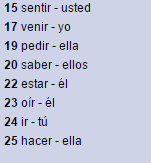 15 sentir - usted
17 venir - yo
19 pedir - ella
20 saber - ellos
22 estar - él
23 oír - él
24 ir - tú
25 hacer - ella